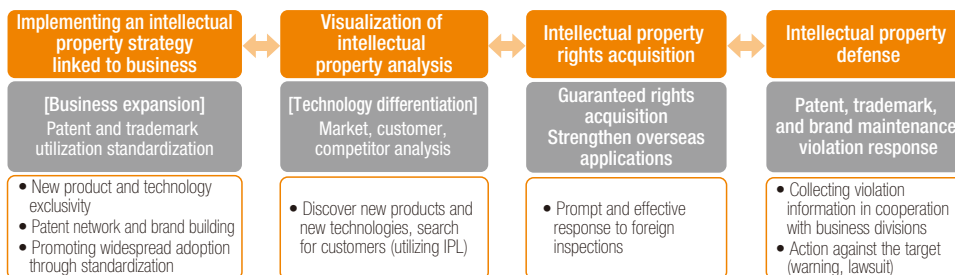 Implementing an intellectual
property strategy
linked to business
[Business expansion]
Patent and trademark
utilization standardization
• New product and technology
exclusivity
• Patent network and brand building
• Promoting widespread adoption
through standardization
Visualization of
intellectual
property analysis
[Technology differentiation]
Market, customer,
competitor analysis
• Discover new products and
new technologies, search
for customers (utilizing IPL)
Intellectual property
rights acquisition
Guaranteed rights
acquisition
Strengthen overseas
applications
• Prompt and effective
response to foreign
inspections
Intellectual property
defense
Patent, trademark,
and brand maintenance
violation response
• Collecting violation
information in cooperation
with business divisions
• Action against the target
(warning, lawsuit)